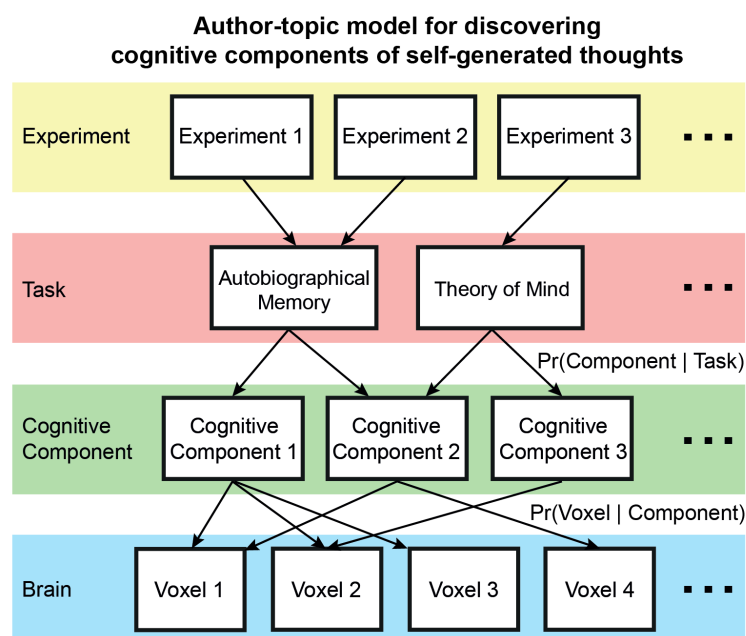 Author-topic model for discovering
cognitive components of self-generated thoughts
Experiment
Experiment 1
Experiment 2
Experiment 3
Task
Autobiographical
Memory
Theory of Mind
Pr(Component | Task)
Cognitive
Component
Cognitive
Component 1
Cognitive
Component 2
Cognitive
Component 3
Pr(Voxel | Component)
Brain
Voxel 1
Voxel 2
Voxel 3
Voxel 4